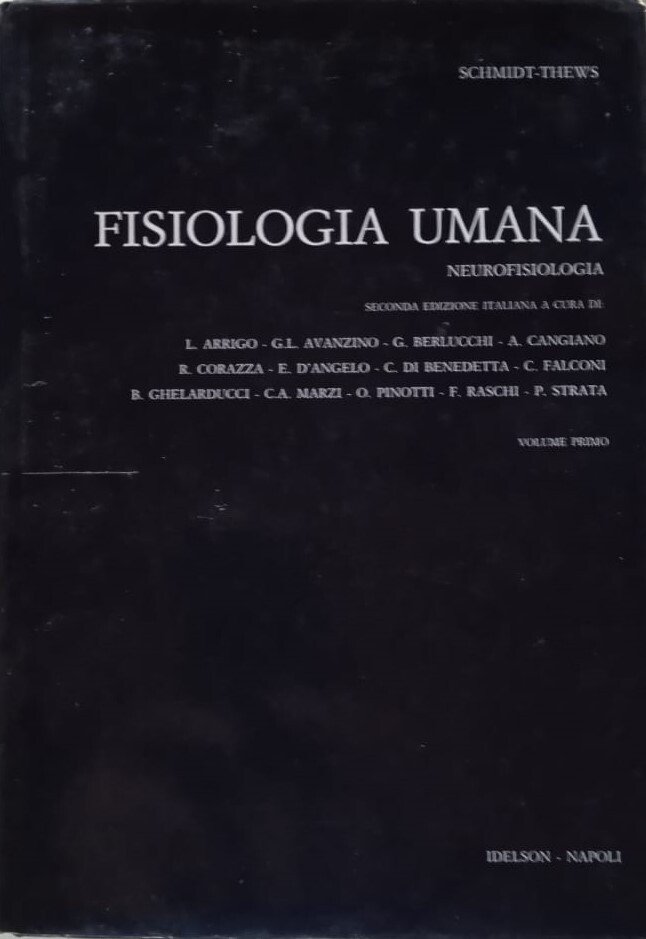 SCHMIDT-THEWS
FISIOLOGIA UMANA
NEUROFISIOLOGIA
SECONDA EDIZIONE ITALIANA A CURA DI:
L. ARRIGO - G.L. AVANZINO - G. BERLUCCHI - A. CANGIANO
R. CORAZZA - E. D'ANGELO - C. DI BENEDETTA - C. FALCONI
B. GHELARDUCCI - C.A. MARZI - O. PINOTTI - F. RASCHI - P. STRATA
VOLUME PRIMO
IDELSON - NAPOLI